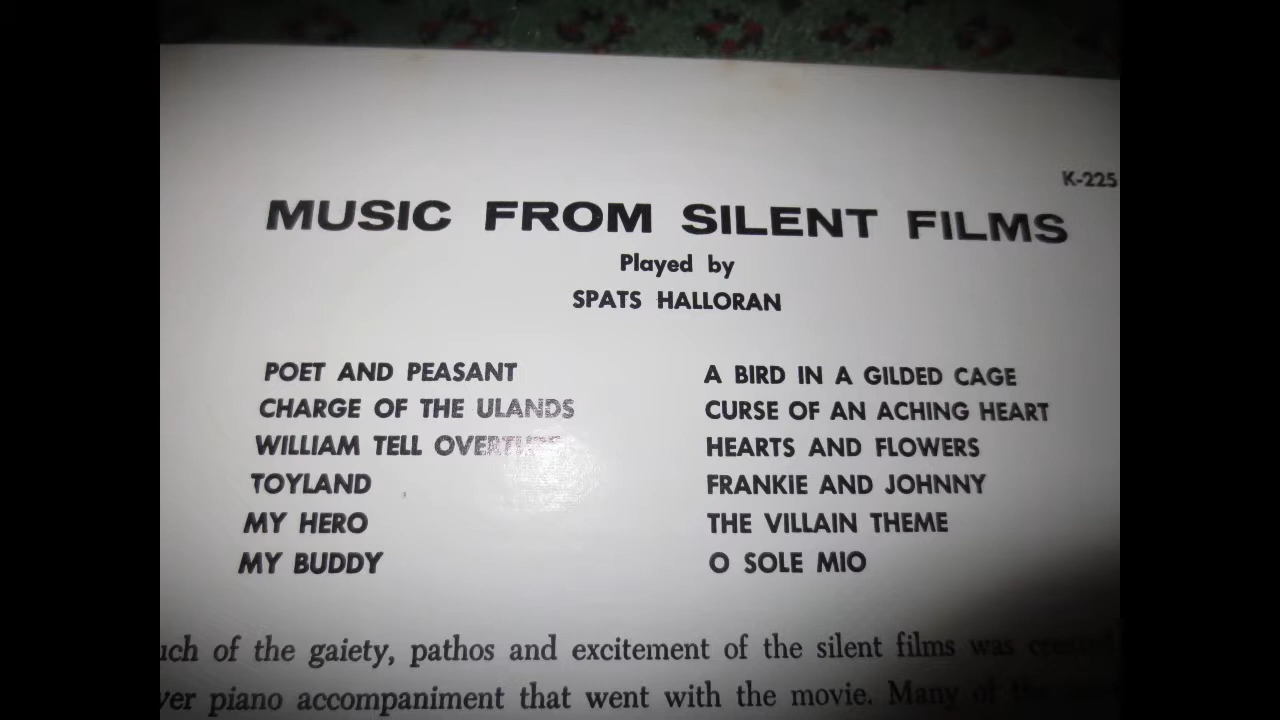 K-225
MUSIC FROM SILENT FILMS
Played by
SPATS HALLORAN
POET AND PEASANT
CHARGE OF THE ULANDS
WILLIAM TELL OVERTURE
TOYLAND
MY HERO
MY BUDDY
A BIRD IN A GILDED CAGE
CURSE OF AN ACHING HEART
HEARTS AND FLOWERS
FRANKIE AND JOHNNY
THE VILLAIN THEME
O SOLE MIO
of the gaiety, pathos and excitement of the silent films was
piano accompaniment that went with the movie. Many of the